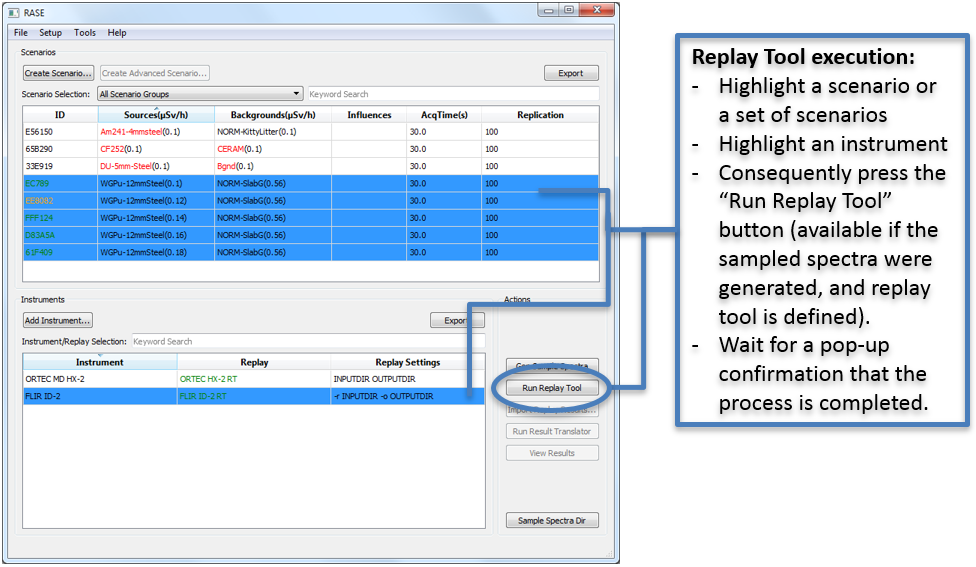 RASE
File Setup Tools Help
Scenarios
Create Scenario... Create Advanced Scenario... Export
Scenario Selection: All Scenario Groups Keyword Search
ID Sources(µSv/h) Backgrounds(µSv/h) Influences AcqTime(s) Replication
E56150 Am241-4mmsteel(0.1) NORM-KittyLitter(0.1) 30.0 100
65B290 CF252(0.1) CERAM(0.1) 30.0 100
33E919 DU-5mm-Steel(0.1) Bgnd(0.1) 30.0 100
EC789 WGPu-12mmSteel(0.1) NORM-SlabG(0.56) 30.0 100
EEB082 WGPu-12mmSteel(0.12) NORM-SlabG(0.56) 30.0 100
FFF124 WGPu-12mmSteel(0.14) NORM-SlabG(0.56) 30.0 100
D83A5A WGPu-12mmSteel(0.16) NORM-SlabG(0.56) 30.0 100
61F409 WGPu-12mmSteel(0.18) NORM-SlabG(0.56) 30.0 100
Instruments
Add Instrument... Export
Instrument/Replay Selection: Keyword Search
Instrument Replay Replay Settings
ORTEC MD HX-2 ORTEC HX-2 RT INPUTDIR OUTPUTDIR
FLIR ID-2 FLIR ID-2 RT -r INPUTDIR -o OUTPUTDIR
Actions
Gen Sample Spectra
Run Replay Tool
Import Replay Results...
Run Result Translator
View Results
Sample Spectra Dir
Replay Tool execution:
- Highlight a scenario or
a set of scenarios
- Highlight an instrument
- Consequently press the
“Run Replay Tool”
button (available if the
sampled spectra were
generated, and replay
tool is defined).
- Wait for a pop-up
confirmation that the
process is completed.